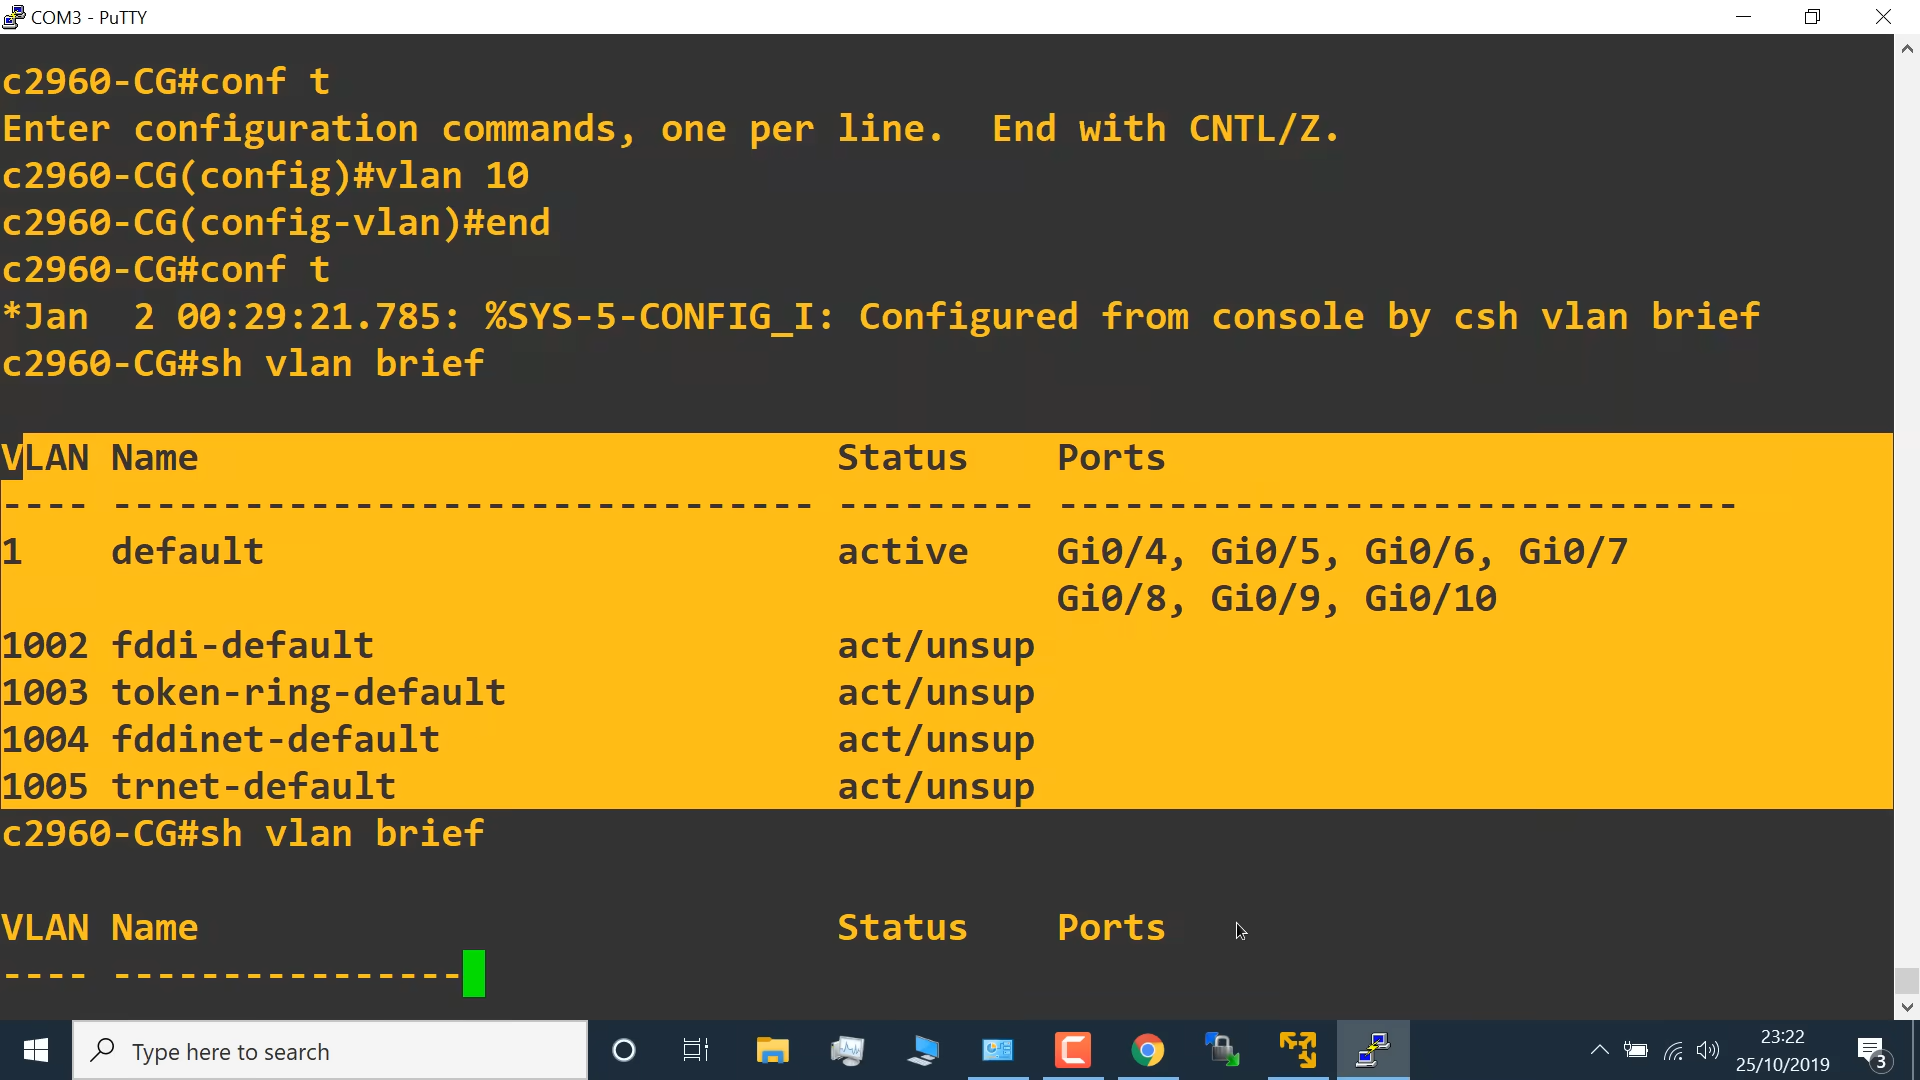 COM3 - PuTTY
c2960-CG#conf t
Enter configuration commands, one per line.  End with CNTL/Z.
c2960-CG(config)#vlan 10
c2960-CG(config-vlan)#end
c2960-CG#conf t
*Jan  2 00:29:21.785: %SYS-5-CONFIG_I: Configured from console by csh vlan brief
c2960-CG#sh vlan brief
VLAN Name                             Status    Ports
---- -------------------------------- --------- -------------------------------
1    default                          active    Gi0/4, Gi0/5, Gi0/6, Gi0/7
                                                Gi0/8, Gi0/9, Gi0/10
1002 fddi-default                     act/unsup
1003 token-ring-default               act/unsup
1004 fddinet-default                  act/unsup
1005 trnet-default                    act/unsup
c2960-CG#sh vlan brief
VLAN Name                             Status    Ports
---- ----------------
Type here to search
23:22
25/10/2019
3